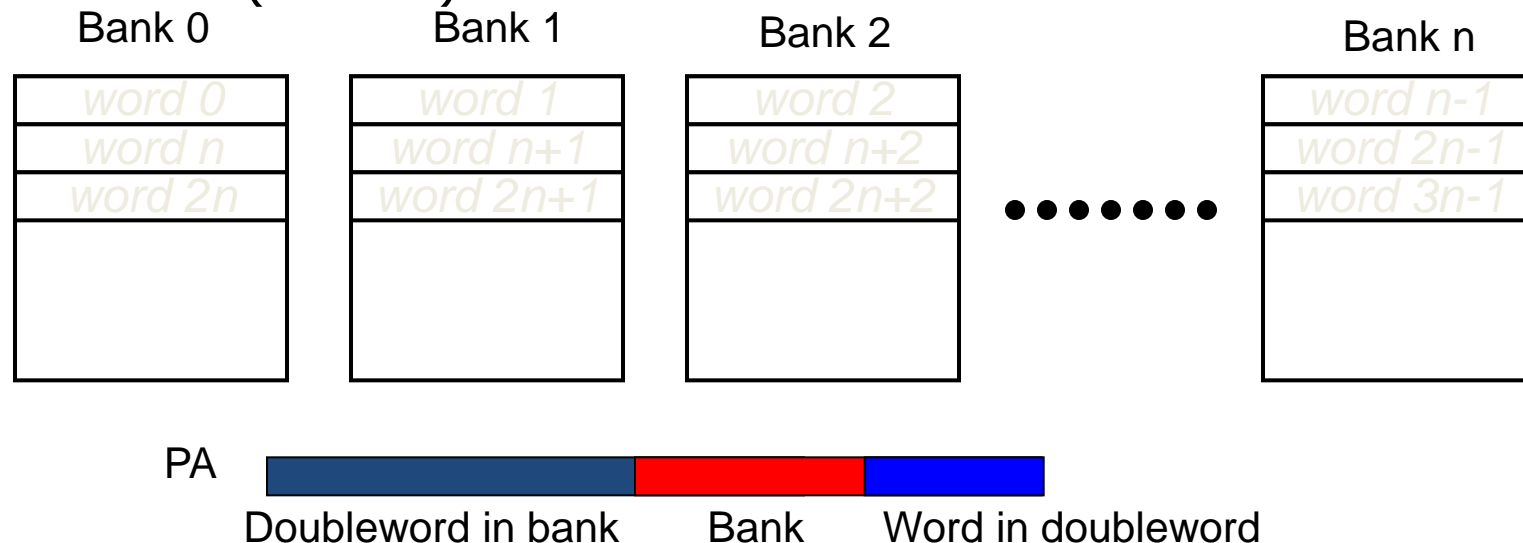 Bank 0 Bank 1 Bank 2 Bank n
word 0 word 1 word 2 word n-1
word n word n+1 word n+2 word 2n-1
word 2n word 2n+1 word 2n+2 word 3n-1
PA
Doubleword in bank Bank Word in doubleword